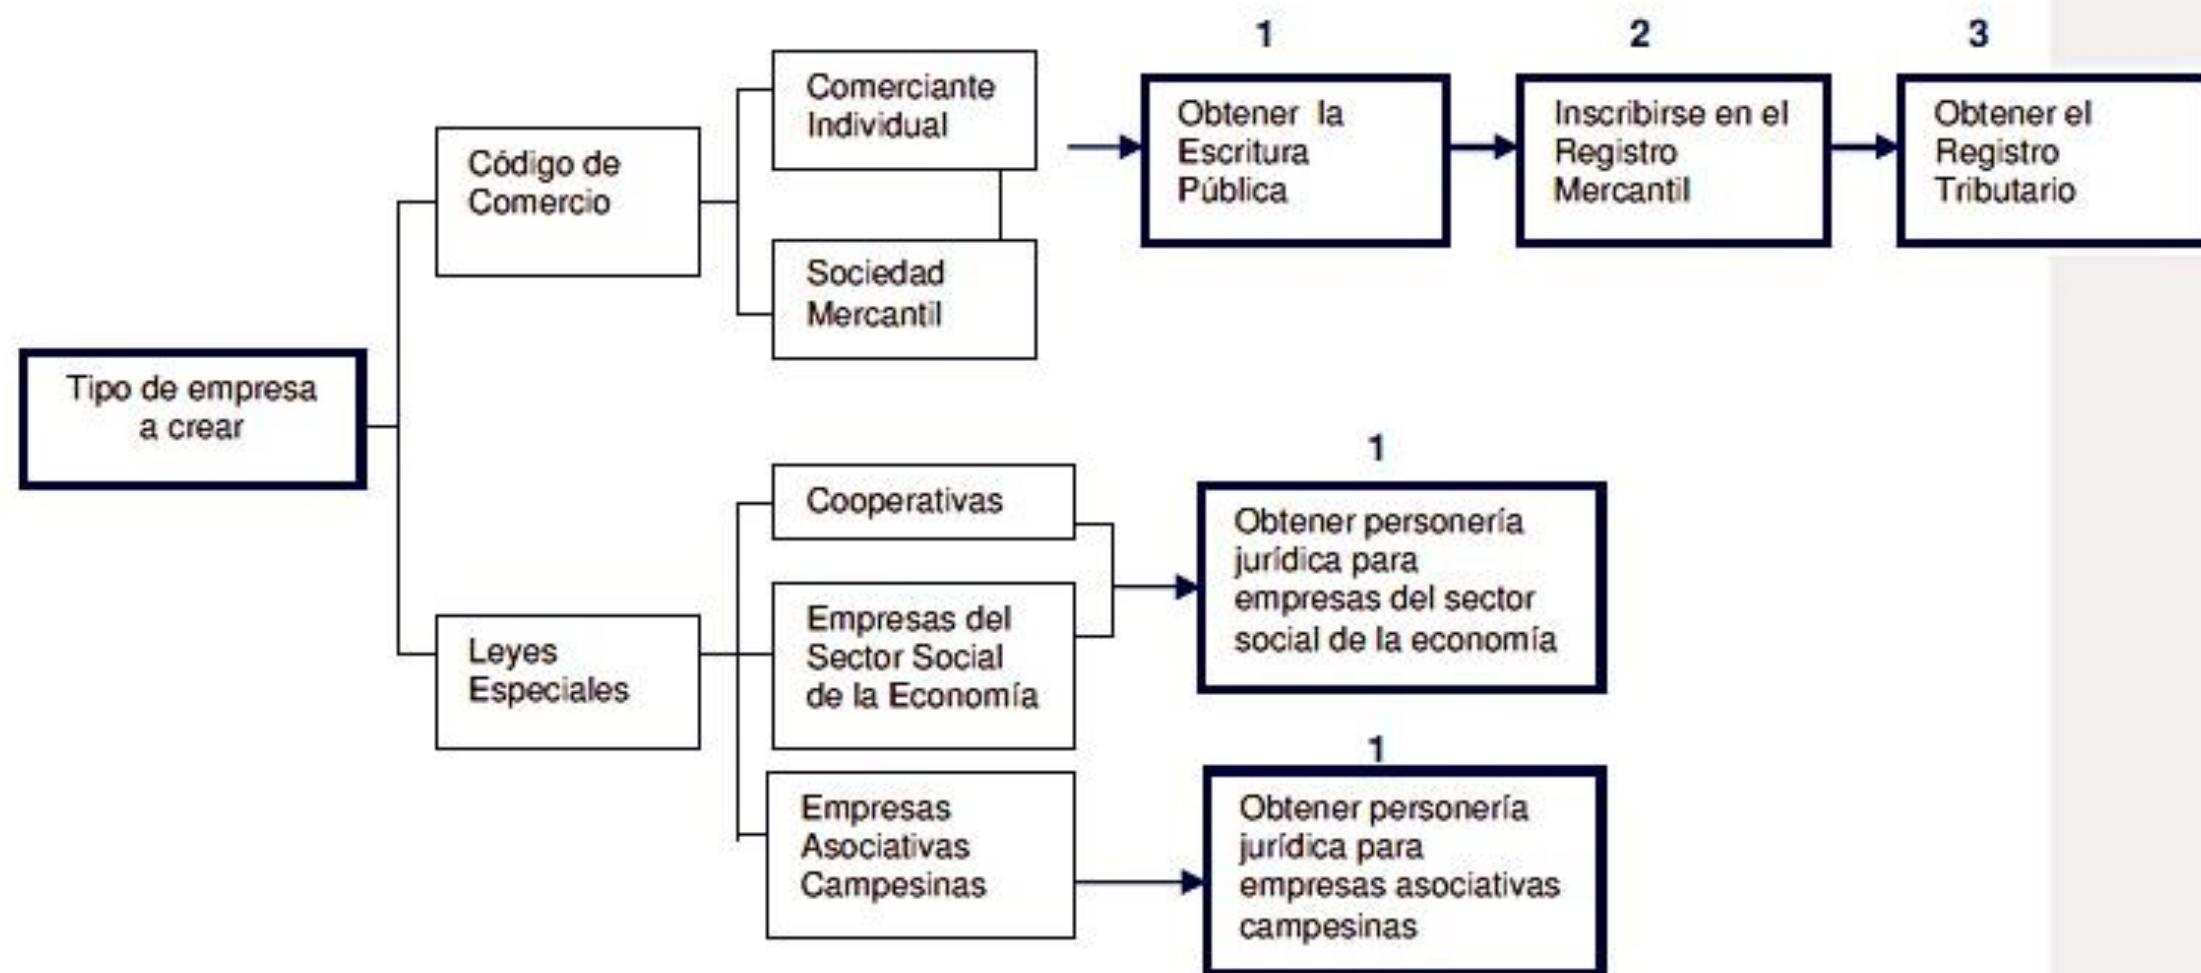 1
2
3
Comerciante
Individual
Obtener la
Escritura
Pública
Inscribirse en el
Registro
Mercantil
Obtener el
Registro
Tributario
Código de
Comercio
Sociedad
Mercantil
Tipo de empresa
a crear
1
Cooperativas
Obtener personería
jurídica para
empresas del sector
social de la economía
Empresas del
Sector Social
de la Economía
Leyes
Especiales
1
Empresas
Asociativas
Campesinas
Obtener personería
jurídica para
empresas asociativas
campesinas